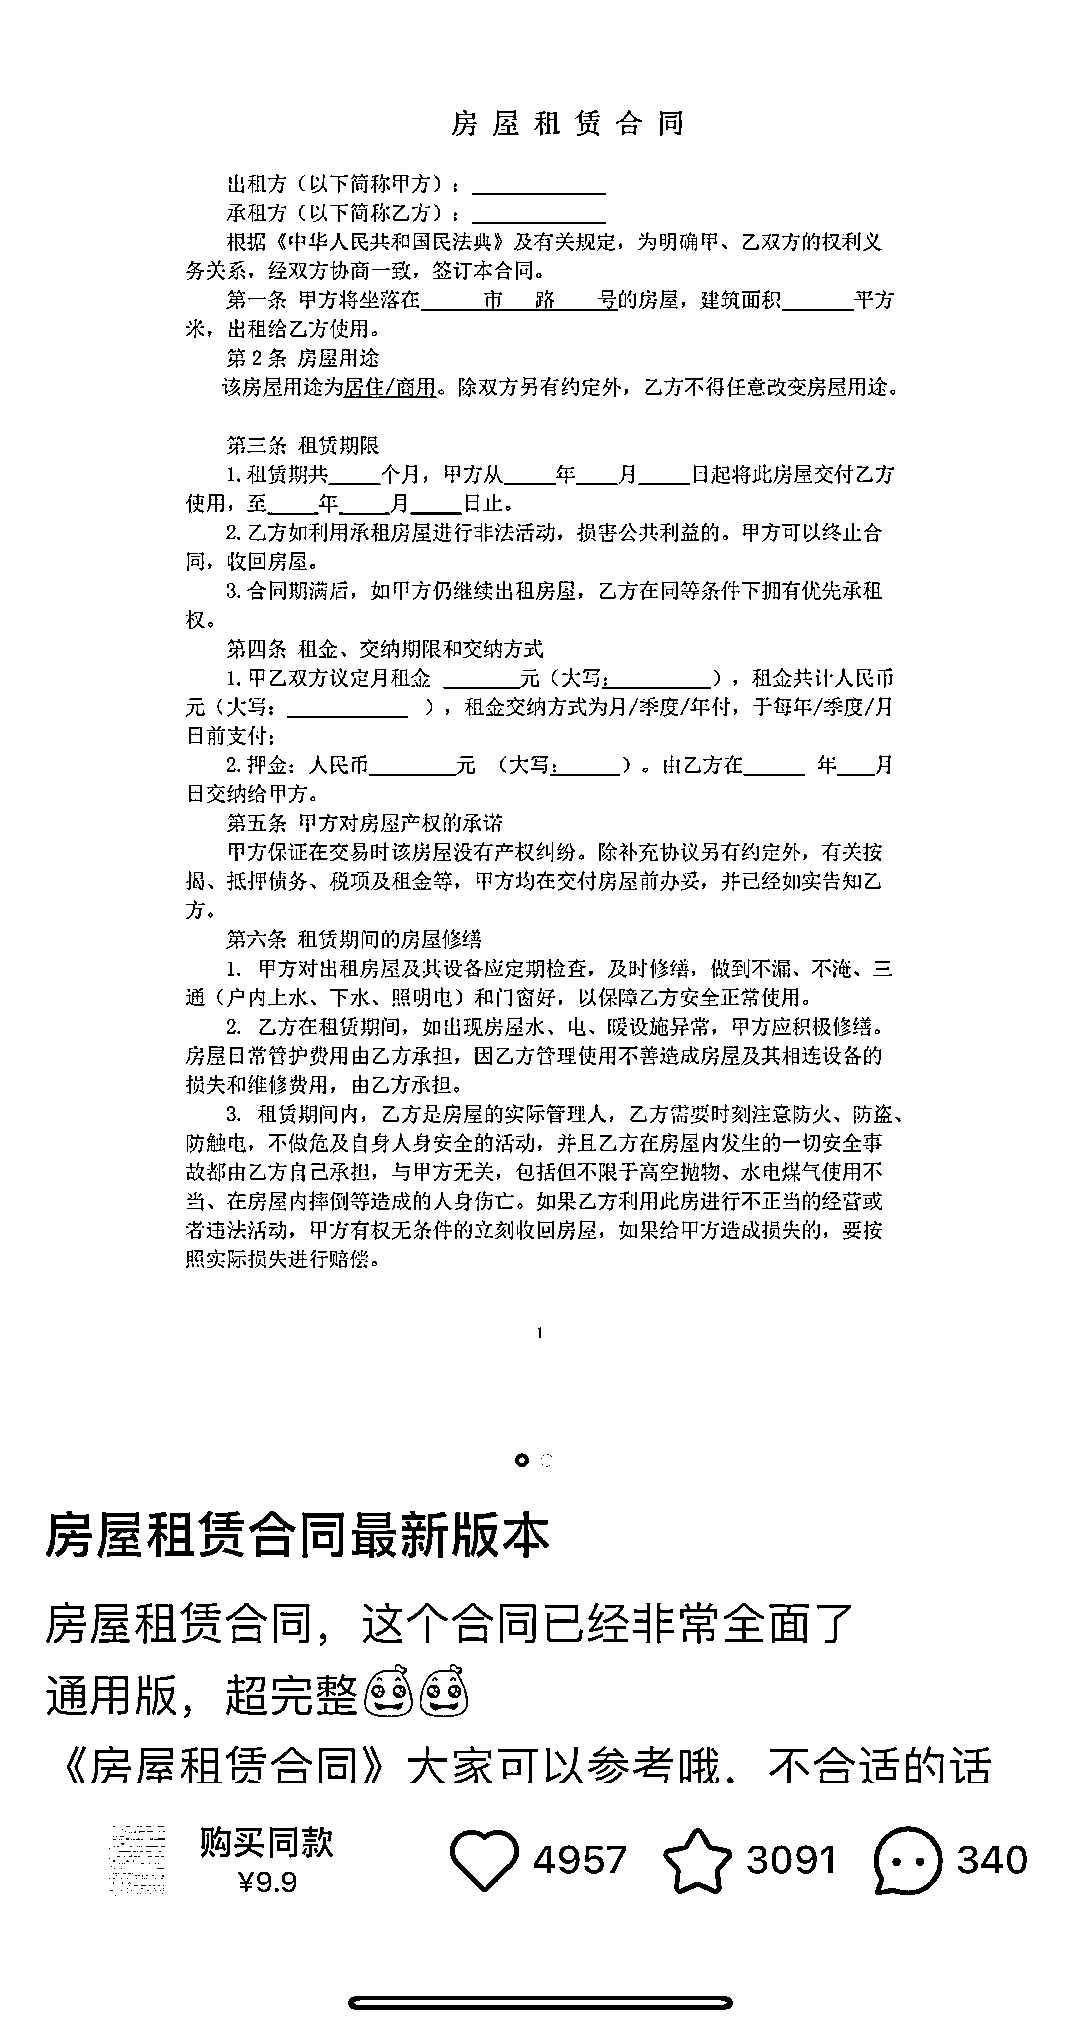 房屋租赁合同
出租方（以下简称甲方）：____________
承租方（以下简称乙方）：____________
根据《中华人民共和国民法典》及有关规定，为明确甲、乙双方的权利义
务关系，经双方协商一致，签订本合同。
第一条 甲方将坐落在______市___路____号的房屋，建筑面积_______平方
米，出租给乙方使用。
第2条 房屋用途
该房屋用途为居住/商用。除双方另有约定外，乙方不得任意改变房屋用途。
第三条 租赁期限
1.租赁期共_____个月，甲方从_____年____月_____日起将此房屋交付乙方
使用，至_____年_____月_____日止。
2.乙方如利用承租房屋进行非法活动，损害公共利益的。甲方可以终止合
同，收回房屋。
3.合同期满后，如甲方仍继续出租房屋，乙方在同等条件下拥有优先承租
权。
第四条 租金、交纳期限和交纳方式
1.甲乙双方议定月租金 _______元（大写：__________），租金共计人民币
元（大写：___________ ），租金交纳方式为月/季度/年付，于每年/季度/月
日前支付；
2.押金：人民币________元 （大写：______）。由乙方在______ 年____月
日交纳给甲方。
第五条 甲方对房屋产权的承诺
甲方保证在交易时该房屋没有产权纠纷。除补充协议另有约定外，有关按
揭、抵押债务、税项及租金等，甲方均在交付房屋前办妥，并已经如实告知乙
方。
第六条 租赁期间的房屋修缮
1. 甲方对出租房屋及其设备应定期检查，及时修缮，做到不漏、不淹、三
通（户内上水、下水、照明电）和门窗好，以保障乙方安全正常使用。
2. 乙方在租赁期间，如出现房屋水、电、暖设施异常，甲方应积极修缮。
房屋日常管护费用由乙方承担，因乙方管理使用不善造成房屋及其相连设备的
损失和维修费用，由乙方承担。
3. 租赁期间内，乙方是房屋的实际管理人，乙方需要时刻注意防火、防盗、
防触电，不做危及自身人身安全的活动，并且乙方在房屋内发生的一切安全事
故都由乙方自己承担，与甲方无关，包括但不限于高空抛物、水电煤气使用不
当、在房屋内摔倒等造成的人身伤亡。如果乙方利用此房进行不正当的经营或
者违法活动，甲方有权无条件的立刻收回房屋，如果给甲方造成损失的，要按
照实际损失进行赔偿。
1
房屋租赁合同最新版本
房屋租赁合同，这个合同已经非常全面了
通用版，超完整
《房屋租赁合同》大家可以参考哦，不合适的话
购买同款
¥9.9
4957
3091
340